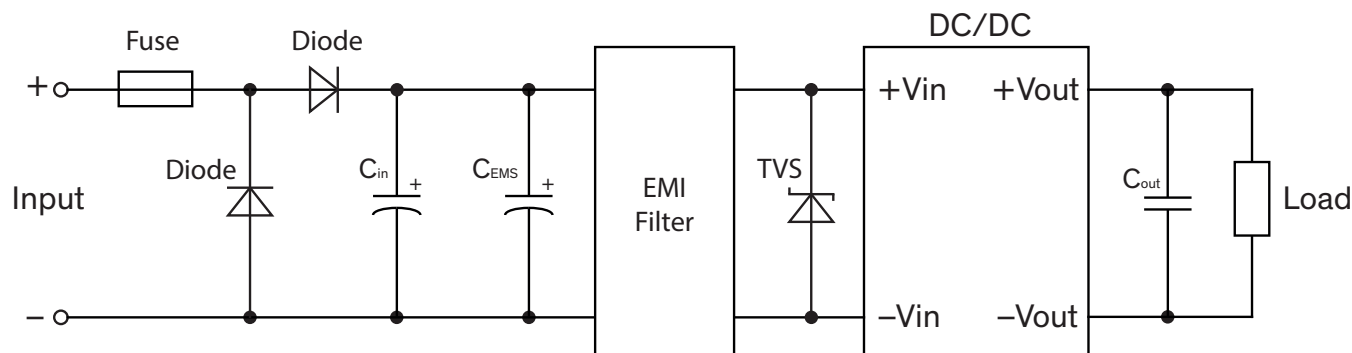 DC/DC
Fuse
Diode
+
+Vin
+Vout
Diode
Cin
+
CEMS
+
TVS
Cout
Input
EMI
Filter
Load
–
–Vin
–Vout